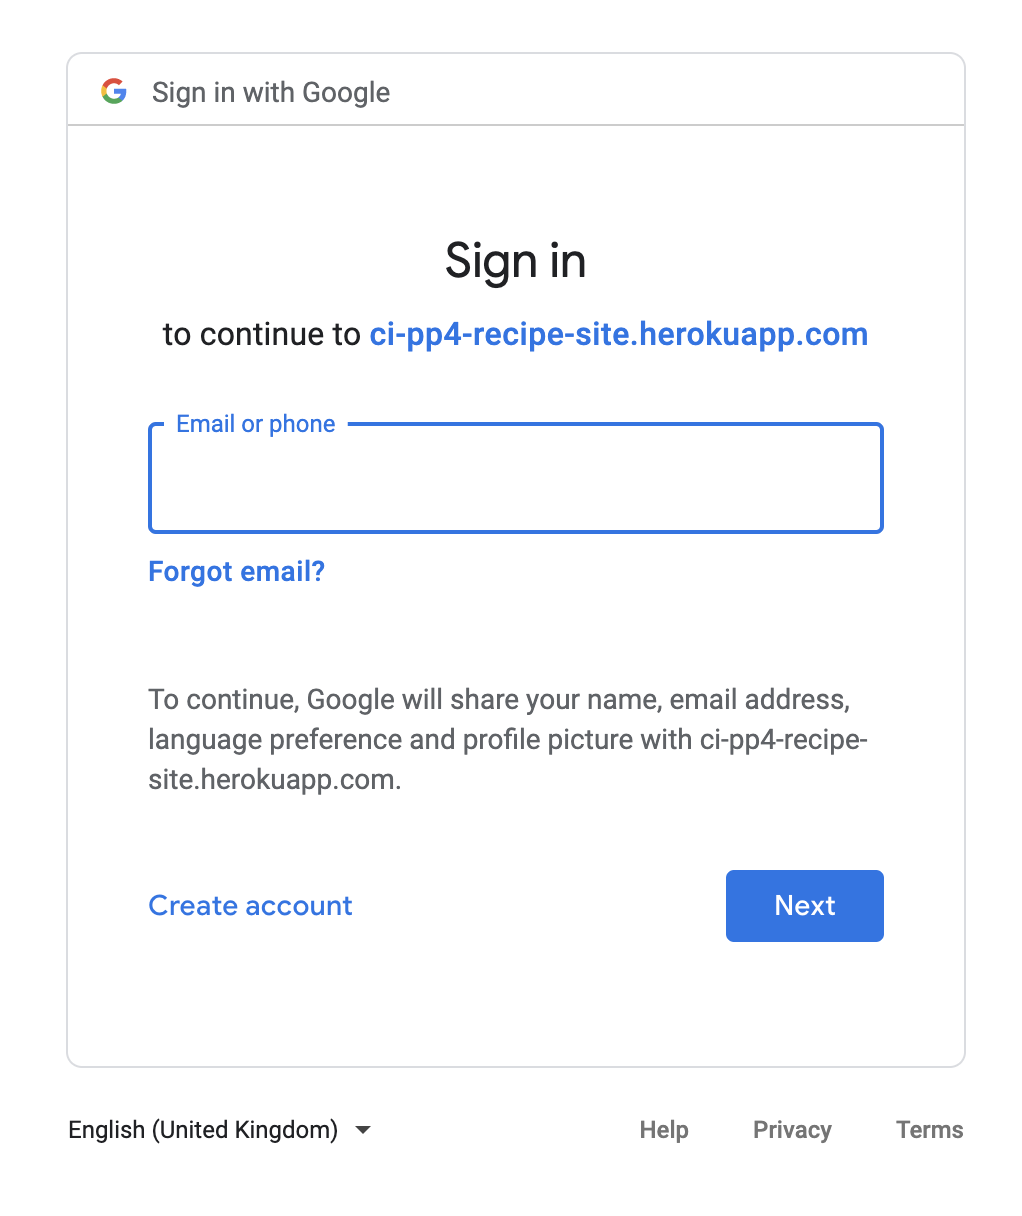 Sign in with Google
Sign in
to continue to ci-pp4-recipe-site.herokuapp.com
Email or phone
Forgot email?
To continue, Google will share your name, email address,
language preference and profile picture with ci-pp4-recipe-
site.herokuapp.com.
Create account
Next
English (United Kingdom)
Help
Privacy
Terms